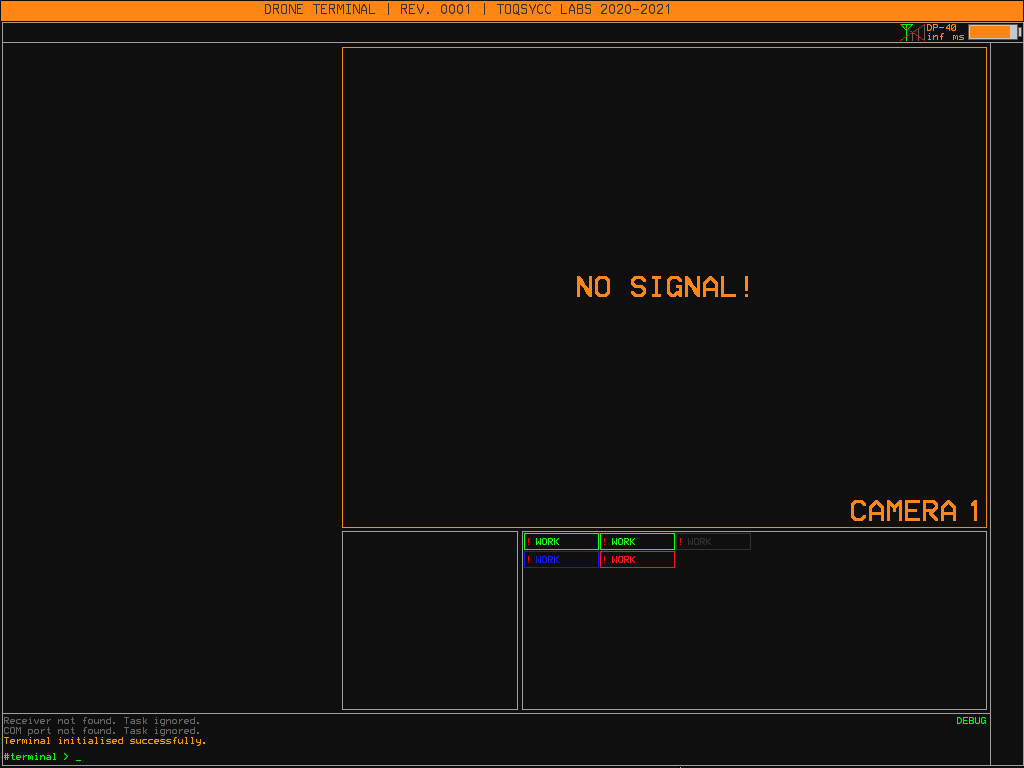 DRONE TERMINAL | REV. 0001 | TOQSYCC LABS 2020-2021
DP-40
inf ms
NO SIGNAL!
CAMERA 1
! WORK ! WORK ! WORK
! WORK ! WORK
Receiver not found. Task ignored.
COM port not found. Task ignored.
Terminal initialised successfully.
DEBUG
#terminal > _